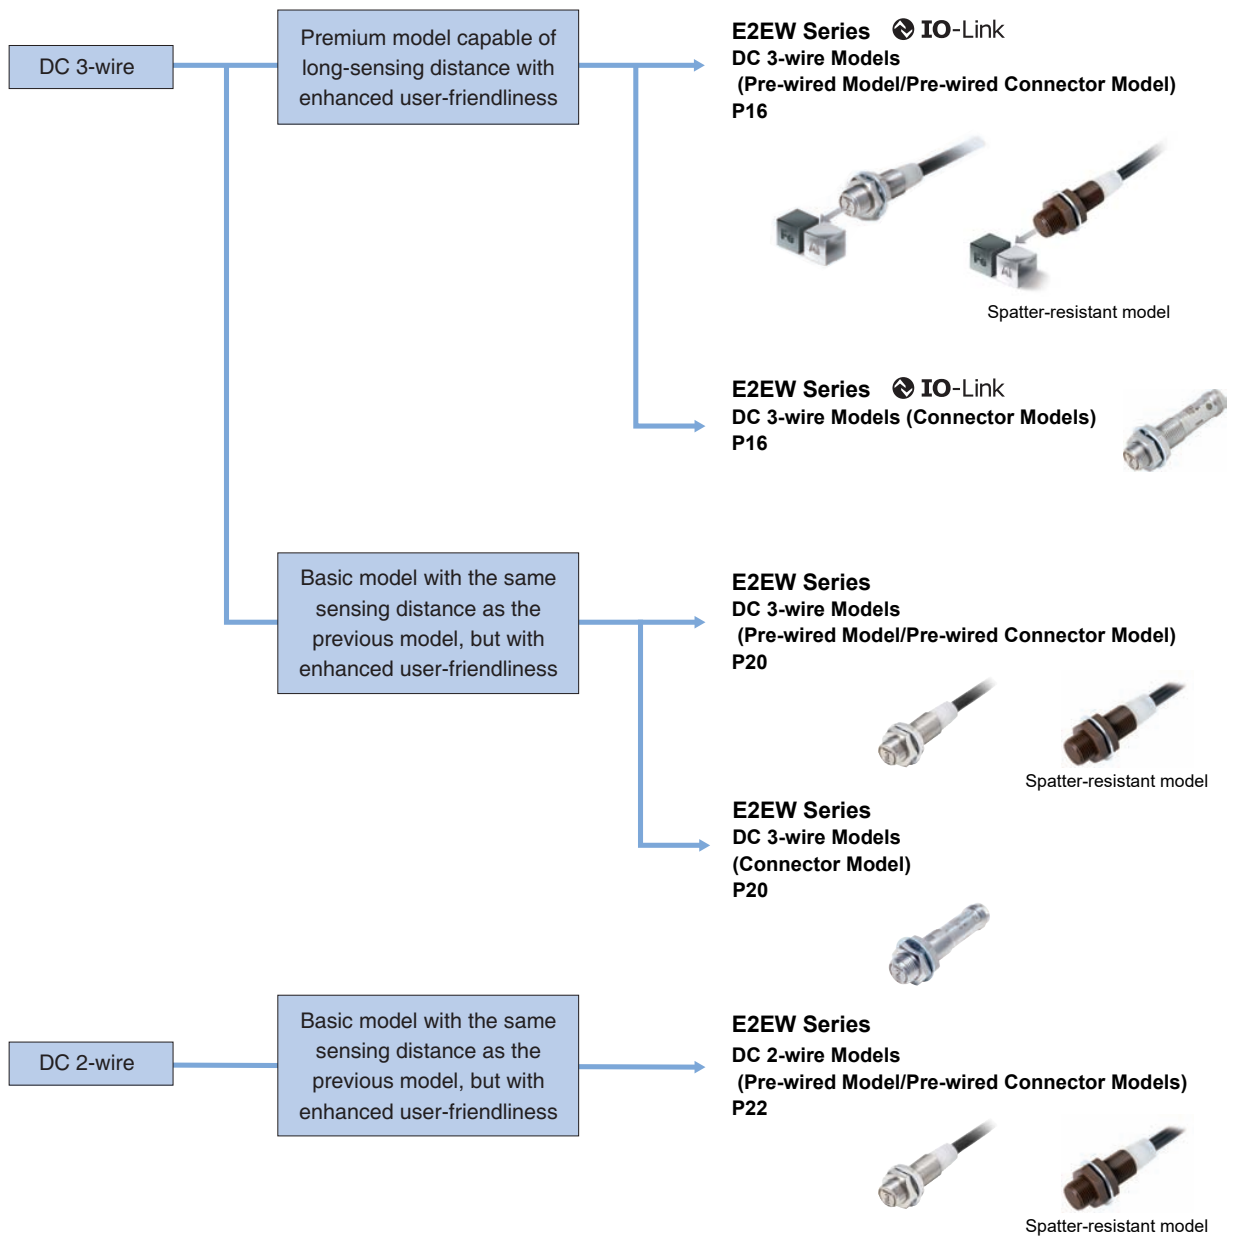 DC 3-wire
Premium model capable of
long-sensing distance with
enhanced user-friendliness
E2EW Series IO-Link
DC 3-wire Models
(Pre-wired Model/Pre-wired Connector Model)
P16
Fe
Al
Fe
Al
Spatter-resistant model
E2EW Series IO-Link
DC 3-wire Models (Connector Models)
P16
Basic model with the same
sensing distance as the
previous model, but with
enhanced user-friendliness
E2EW Series
DC 3-wire Models
(Pre-wired Model/Pre-wired Connector Model)
P20
Spatter-resistant model
E2EW Series
DC 3-wire Models
(Connector Model)
P20
DC 2-wire
Basic model with the same
sensing distance as the
previous model, but with
enhanced user-friendliness
E2EW Series
DC 2-wire Models
(Pre-wired Model/Pre-wired Connector Models)
P22
Spatter-resistant model